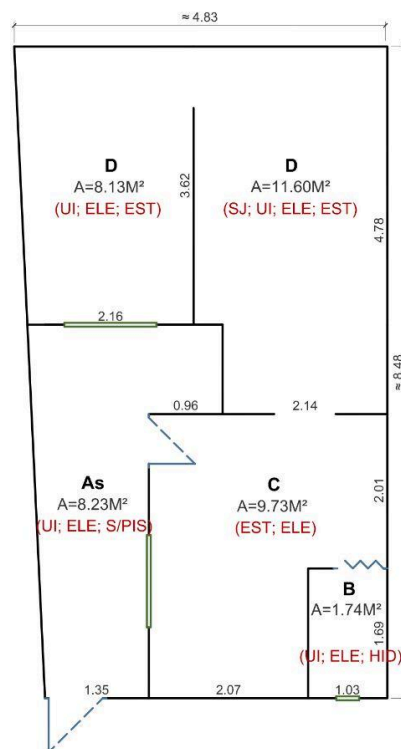 ≈ 4.83
D
A=8.13M²
(UI; ELE; EST)
3.62
D
A=11.60M²
(SJ; UI; ELE; EST)
4.78
2.16
≈ 8.48
0.96
2.14
As
A=8.23M²
(UI; ELE; S/PIS)
C
A=9.73M²
(EST; ELE)
2.01
B
A=1.74M²
(UI; ELE; HID)
1.69
1.35
2.07
1.03